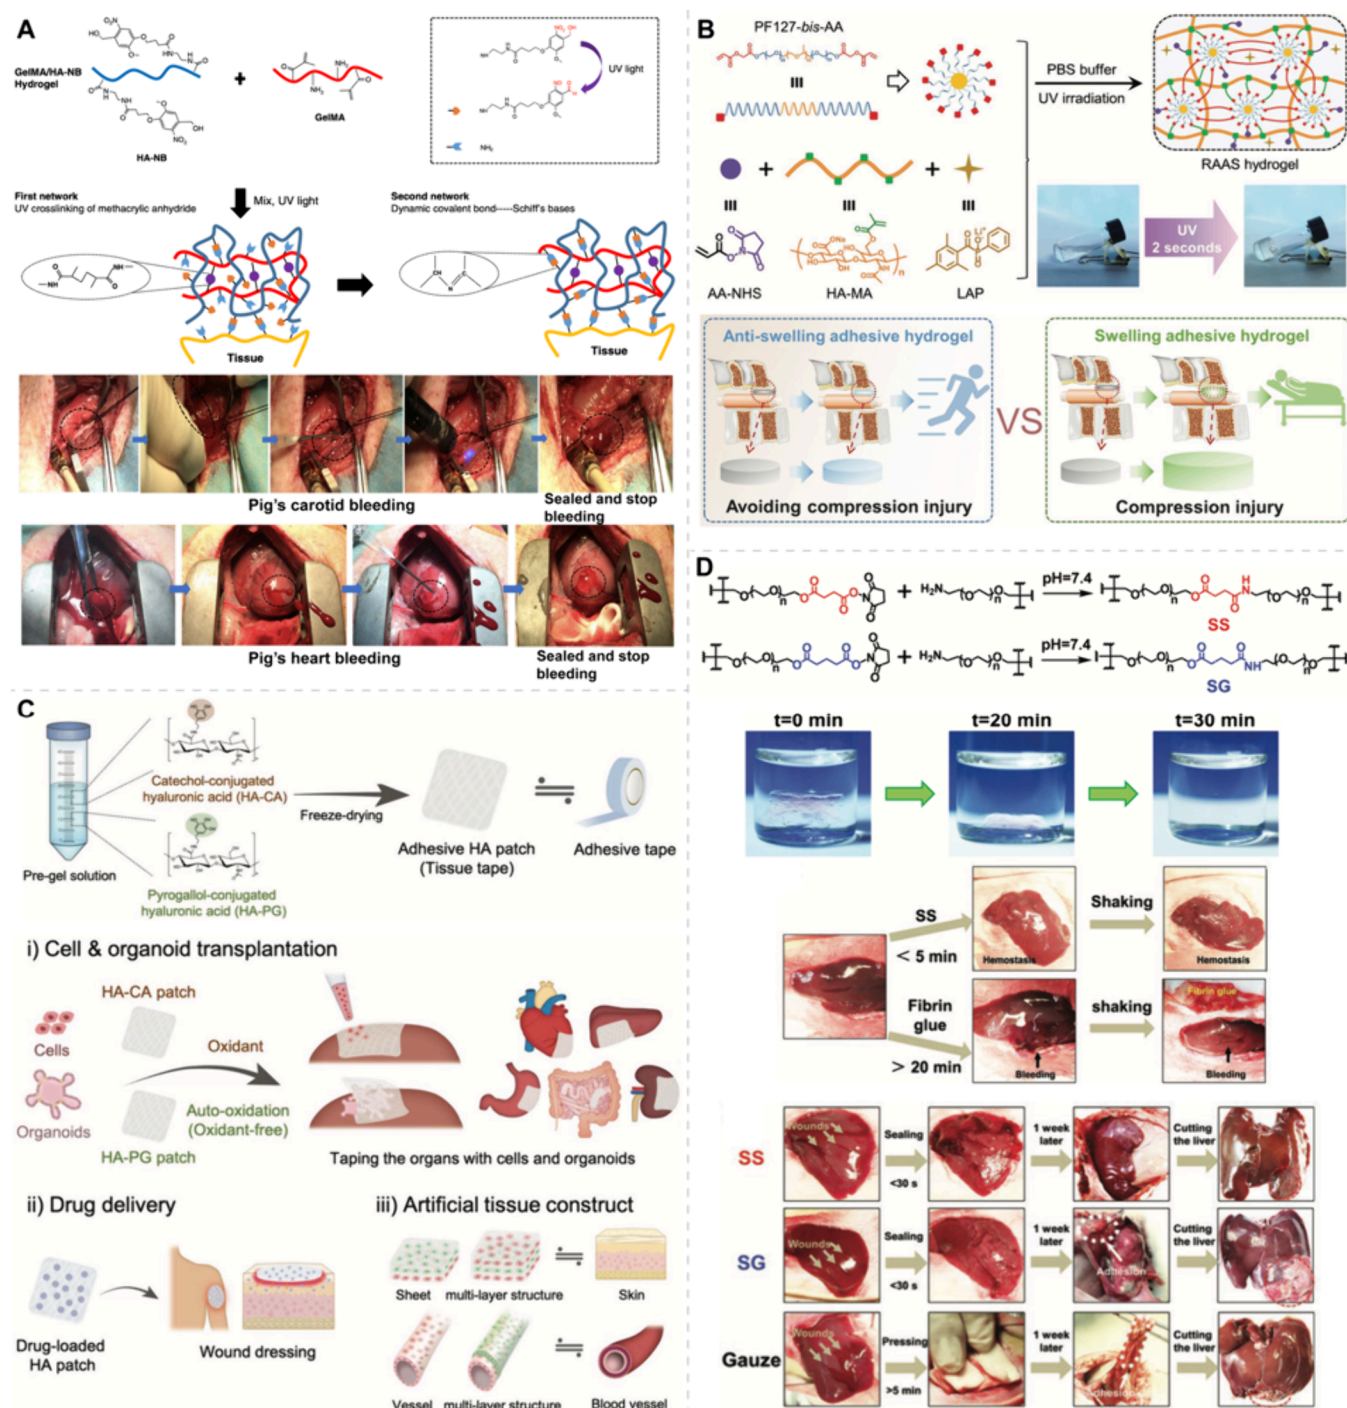 A
GelMA/HA-NB
Hydrogel
HA-NB
+
GelMA
UV light
NH₂
First network
UV crosslinking of methacrylic anhydride
Mix, UV light
Second network
Dynamic covalent bond-----Schiff's bases
Tissue
Tissue
Pig's carotid bleeding
Sealed and stop
bleeding
Pig's heart bleeding
Sealed and stop
bleeding
B
PF127-bis-AA
PBS buffer
UV irradiation
RAAS hydrogel
+
+
AA-NHS
HA-MA
LAP
UV
2 seconds
Anti-swelling adhesive hydrogel
Swelling adhesive hydrogel
VS
Avoiding compression injury
Compression injury
C
Catechol-conjugated
hyaluronic acid (HA-CA)
Pyrogallol-conjugated
hyaluronic acid (HA-PG)
Pre-gel solution
Freeze-drying
Adhesive HA patch
(Tissue tape)
Adhesive tape
i) Cell & organoid transplantation
HA-CA patch
Cells
Organoids
Oxidant
Auto-oxidation
(Oxidant-free)
HA-PG patch
Taping the organs with cells and organoids
ii) Drug delivery
Drug-loaded
HA patch
Wound dressing
iii) Artificial tissue construct
Sheet
multi-layer structure
Skin
Vessel
multi-layer structure
Blood vessel
D
pH=7.4
SS
pH=7.4
SG
t=0 min
t=20 min
t=30 min
SS
< 5 min
Shaking
Hemostasis
Hemostasis
Fibrin
glue
> 20 min
shaking
Fibrin glue
Bleeding
Bleeding
SS
Wounds
Sealing
<30 s
1 week
later
Cutting
the liver
SG
Wounds
Sealing
<30 s
1 week
later
Adhesion
Cutting
the liver
Gauze
Wounds
Pressing
>5 min
1 week
later
Adhesion
Cutting
the liver